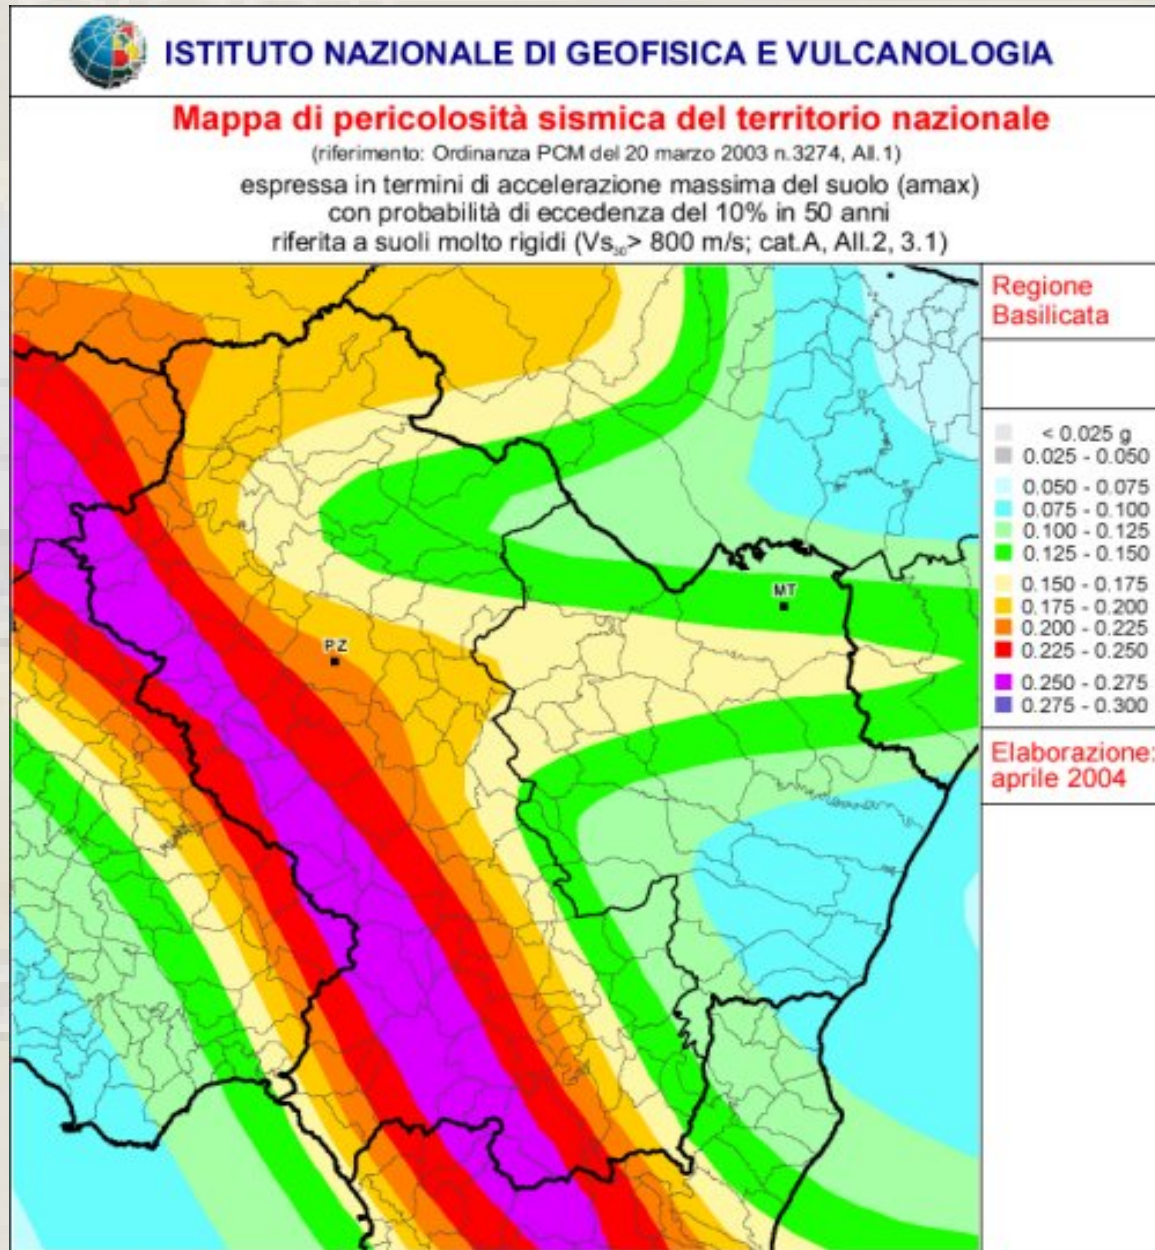 ISTITUTO NAZIONALE DI GEOFISICA E VULCANOLOGIA
Mappa di pericolosità sismica del territorio nazionale
(riferimento: Ordinanza PCM del 20 marzo 2003 n.3274, All.1)
espressa in termini di accelerazione massima del suolo (amax)
con probabilità di eccedenza del 10% in 50 anni
riferita a suoli molto rigidi (Vs₃₀> 800 m/s; cat.A, All.2, 3.1)
Regione
Basilicata
< 0.025 g
0.025 - 0.050
0.050 - 0.075
0.075 - 0.100
0.100 - 0.125
0.125 - 0.150
0.150 - 0.175
0.175 - 0.200
0.200 - 0.225
0.225 - 0.250
0.250 - 0.275
0.275 - 0.300
Elaborazione:
aprile 2004
MT
PZ